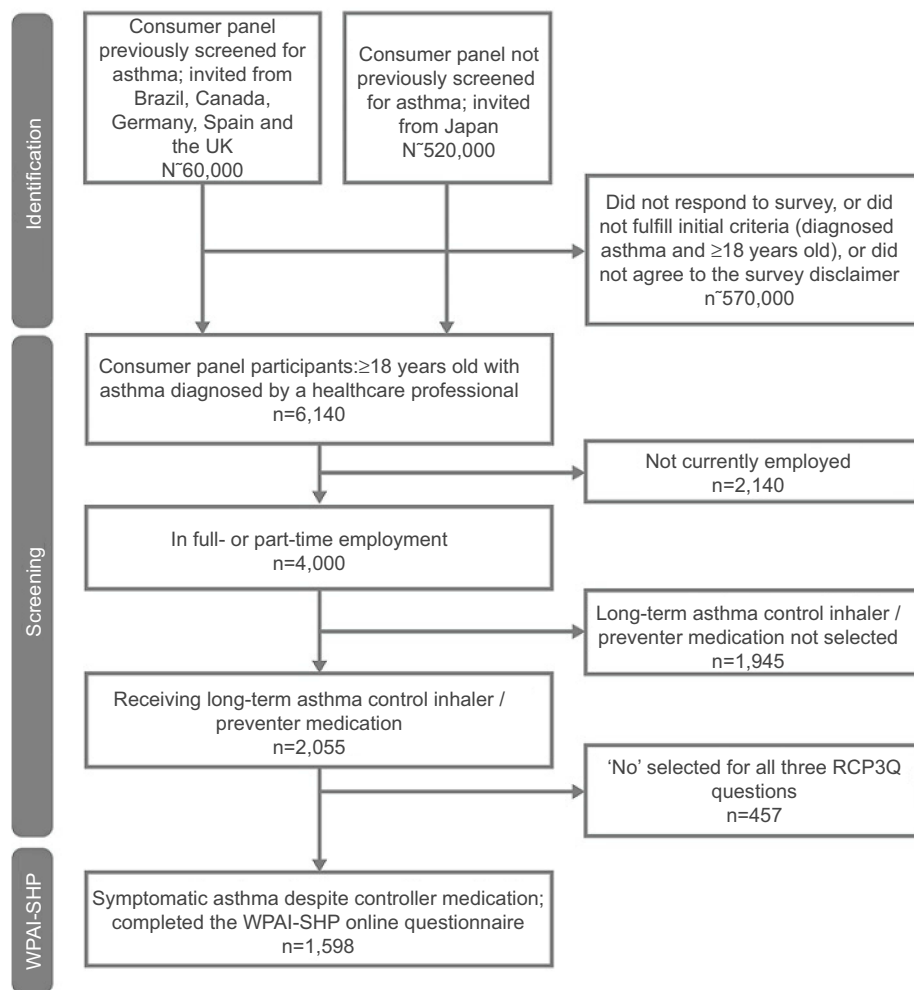 Identification
Consumer panel
previously screened for
asthma; invited from
Brazil, Canada,
Germany, Spain and
the UK
N~60,000
Consumer panel not
previously screened
for asthma; invited
from Japan
N~520,000
Did not respond to survey, or did
not fulfill initial criteria (diagnosed
asthma and ≥18 years old), or did
not agree to the survey disclaimer
n~570,000
Screening
Consumer panel participants:≥18 years old with
asthma diagnosed by a healthcare professional
n=6,140
Not currently employed
n=2,140
In full- or part-time employment
n=4,000
Long-term asthma control inhaler /
preventer medication not selected
n=1,945
Receiving long-term asthma control inhaler /
preventer medication
n=2,055
‘No’ selected for all three RCP3Q
questions
n=457
WPAI-SHP
Symptomatic asthma despite controller medication;
completed the WPAI-SHP online questionnaire
n=1,598